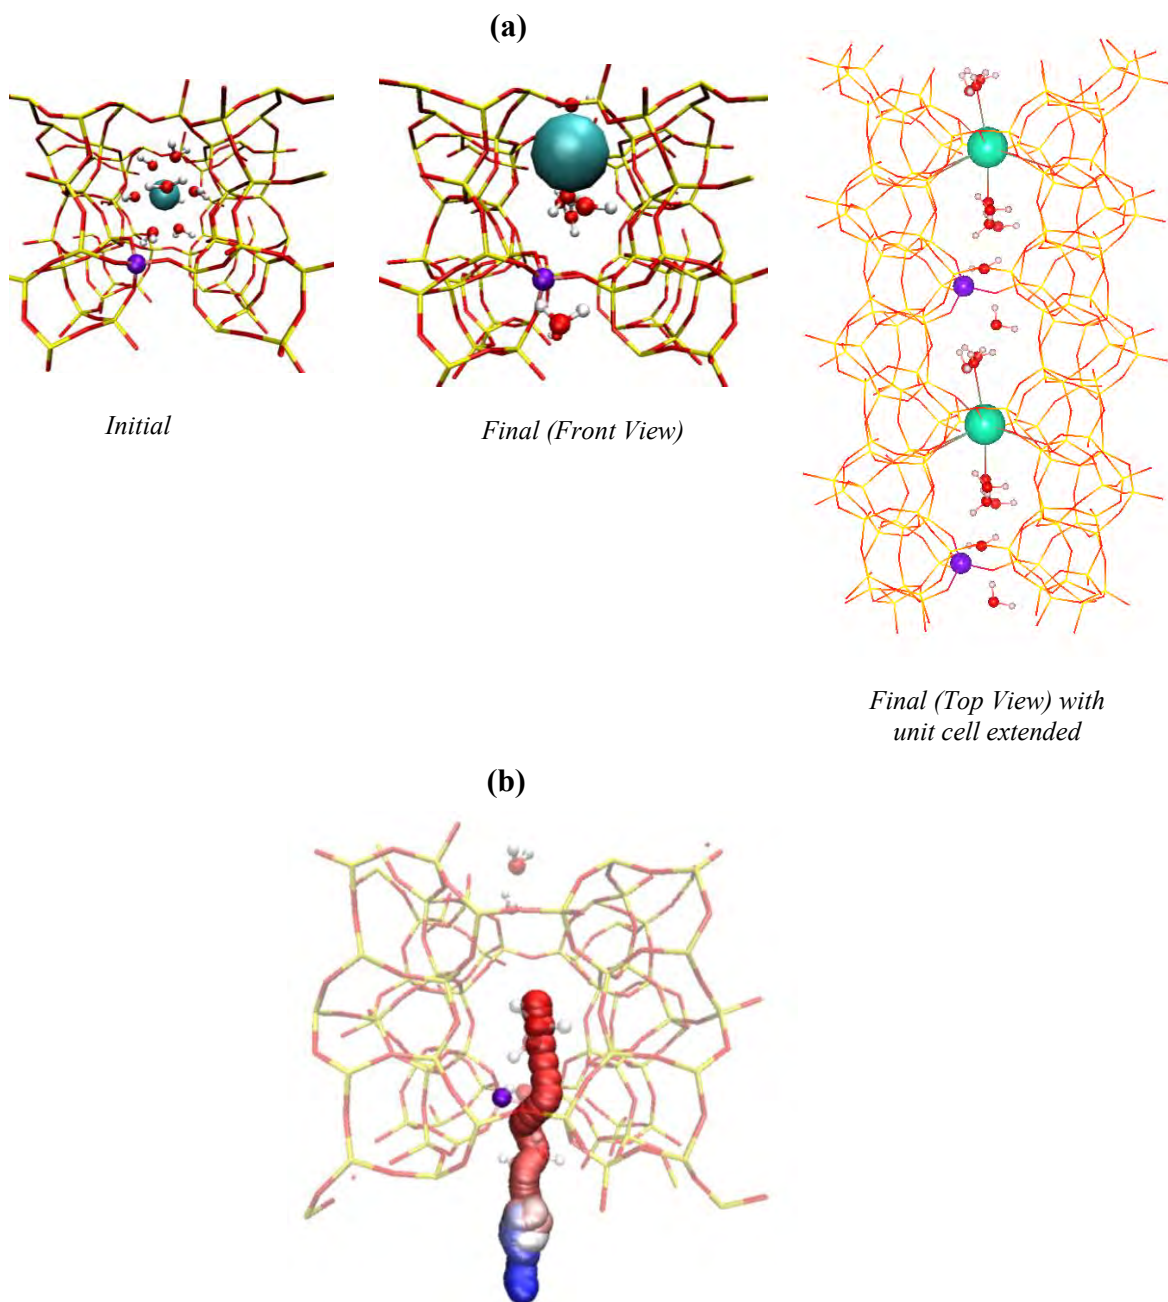 (a)
Initial
Final (Front View)
Final (Top View) with
unit cell extended
(b)